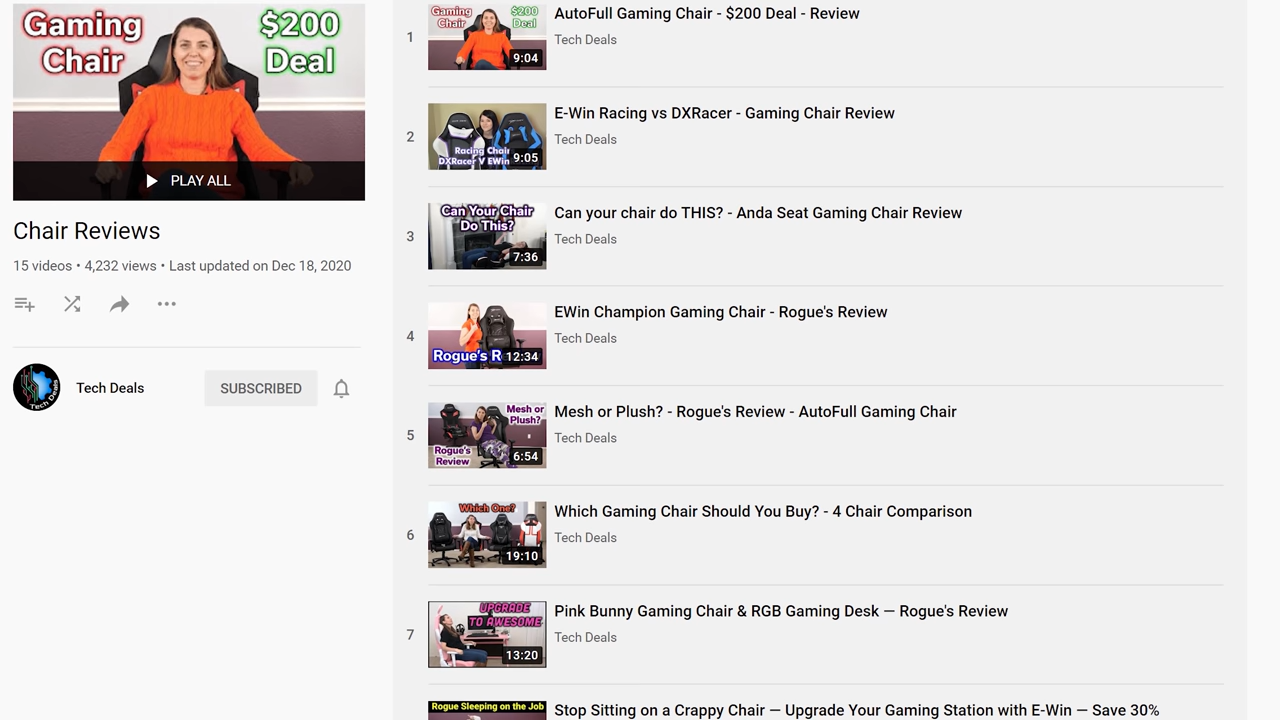 Gaming
Chair
$200
Deal
PLAY ALL
Chair Reviews
15 videos • 4,232 views • Last updated on Dec 18, 2020
Tech Deals
Tech Deals
SUBSCRIBED
1
Gaming
Chair
$200
Deal
9:04
AutoFull Gaming Chair - $200 Deal - Review
Tech Deals
2
Racing Chair
DXRacer V EWin
9:05
E-Win Racing vs DXRacer - Gaming Chair Review
Tech Deals
3
Can Your Chair
Do This?
7:36
Can your chair do THIS? - Anda Seat Gaming Chair Review
Tech Deals
4
Rogue's R
12:34
EWin Champion Gaming Chair - Rogue's Review
Tech Deals
5
Mesh or
Plush?
Rogue's
Review
6:54
Mesh or Plush? - Rogue's Review - AutoFull Gaming Chair
Tech Deals
6
Which One?
19:10
Which Gaming Chair Should You Buy? - 4 Chair Comparison
Tech Deals
7
UPGRADE
TO AWESOME
13:20
Pink Bunny Gaming Chair & RGB Gaming Desk — Rogue's Review
Tech Deals
Rogue Sleeping on the Job
Stop Sitting on a Crappy Chair — Upgrade Your Gaming Station with E-Win — Save 30%